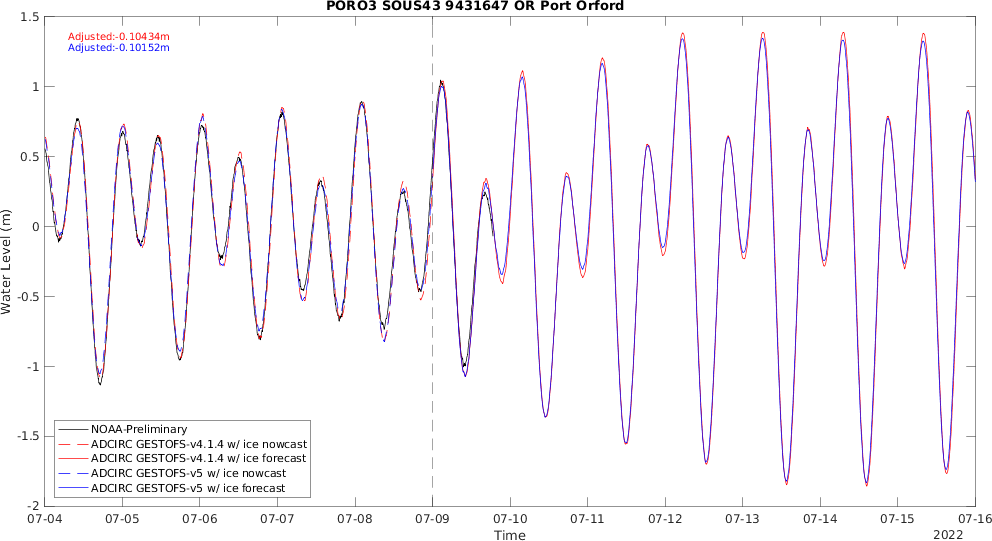 PORO3 SOUS43 9431647 OR Port Orford
Adjusted:-0.10434m
Adjusted:-0.10152m
1.5
1
0.5
0
-0.5
-1
-1.5
-2
Water Level (m)
NOAA-Preliminary
ADCIRC GESTOFS-v4.1.4 w/ ice nowcast
ADCIRC GESTOFS-v4.1.4 w/ ice forecast
ADCIRC GESTOFS-v5 w/ ice nowcast
ADCIRC GESTOFS-v5 w/ ice forecast
07-04 07-05 07-06 07-07 07-08 07-09 07-10 07-11 07-12 07-13 07-14 07-15 07-16
Time
2022